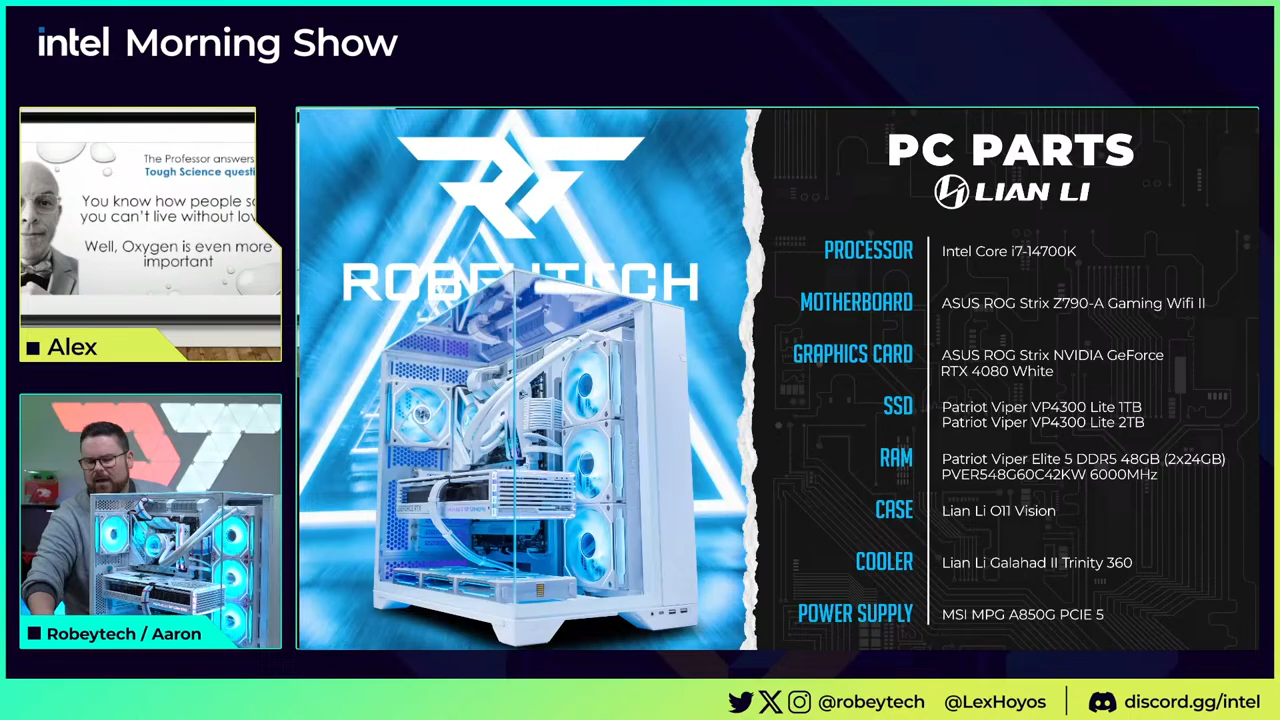 intel Morning Show
The Professor answers
Tough Science questi
You know how people s
you can't live without lo
Well, Oxygen is even more
important
Alex
Robeytech / Aaron
ROBEYTECH
PC PARTS
LIAN LI
PROCESSOR
Intel Core i7-14700K
MOTHERBOARD
ASUS ROG Strix Z790-A Gaming Wifi II
GRAPHICS CARD
ASUS ROG Strix NVIDIA GeForce
RTX 4080 White
SSD
Patriot Viper VP4300 Lite 1TB
Patriot Viper VP4300 Lite 2TB
RAM
Patriot Viper Elite 5 DDR5 48GB (2x24GB)
PVER548G60C42KW 6000MHz
CASE
Lian Li O11 Vision
COOLER
Lian Li Galahad II Trinity 360
POWER SUPPLY
MSI MPG A850G PCIE 5
@robeytech @LexHoyos discord.gg/intel